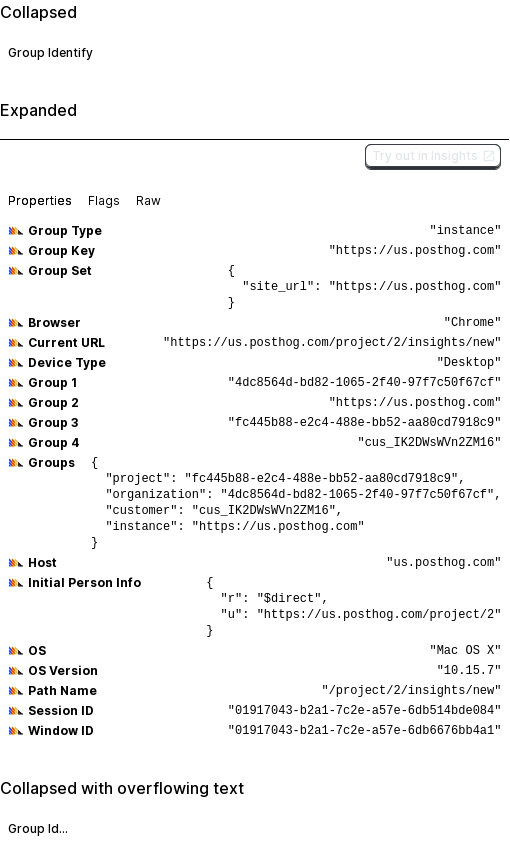 Collapsed
Group Identify
Expanded
Try out in Insights
Properties Flags Raw
Group Type "instance"
Group Key "https://us.posthog.com"
Group Set {
"site_url": "https://us.posthog.com"
}
Browser "Chrome"
Current URL "https://us.posthog.com/project/2/insights/new"
Device Type "Desktop"
Group 1 "4dc8564d-bd82-1065-2f40-97f7c50f67cf"
Group 2 "https://us.posthog.com"
Group 3 "fc445b88-e2c4-488e-bb52-aa80cd7918c9"
Group 4 "cus_IK2DWsWVn2ZM16"
Groups {
"project": "fc445b88-e2c4-488e-bb52-aa80cd7918c9",
"organization": "4dc8564d-bd82-1065-2f40-97f7c50f67cf",
"customer": "cus_IK2DWsWVn2ZM16",
"instance": "https://us.posthog.com"
}
Host "us.posthog.com"
Initial Person Info {
"r": "$direct",
"u": "https://us.posthog.com/project/2"
}
OS "Mac OS X"
OS Version "10.15.7"
Path Name "/project/2/insights/new"
Session ID "01917043-b2a1-7c2e-a57e-6db514bde084"
Window ID "01917043-b2a1-7c2e-a57e-6db6676bb4a1"
Collapsed with overflowing text
Group Id...